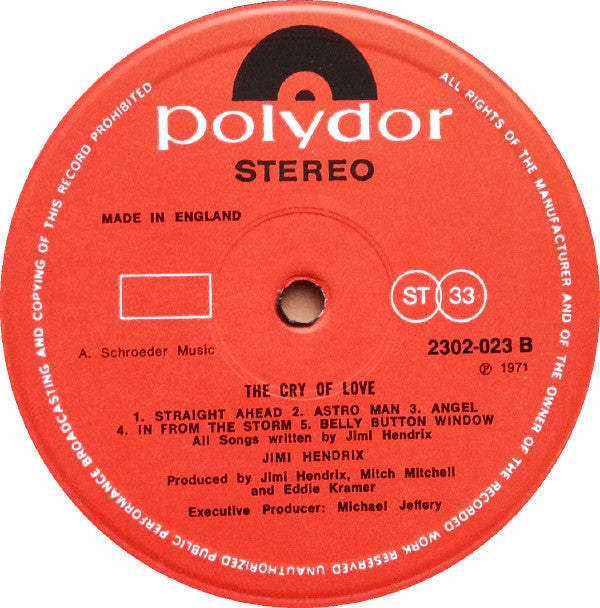 polydor
STEREO
MADE IN ENGLAND
ST 33
A. Schroeder Music
2302-023 B
℗ 1971
THE CRY OF LOVE
1. STRAIGHT AHEAD 2. ASTRO MAN 3. ANGEL
4. IN FROM THE STORM 5. BELLY BUTTON WINDOW
All Songs written by Jimi Hendrix
JIMI HENDRIX
Produced by Jimi Hendrix, Mitch Mitchell
and Eddie Kramer
Executive Producer: Michael Jeffery
ALL RIGHTS OF THE MANUFACTURER AND OF THE OWNER OF THE RECORDED WORK RESERVED UNAUTHORIZED PUBLIC PERFORMANCE BROADCASTING AND COPYING OF THIS RECORD PROHIBITED